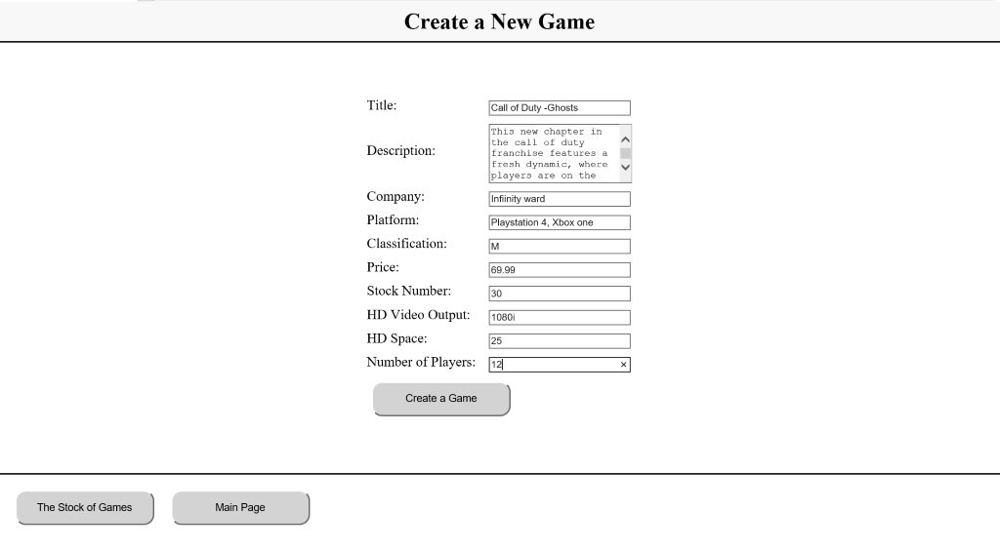 Create a New Game
Title: Call of Duty -Ghosts
Description: This new chapter in
the call of duty
franchise features a
fresh dynamic, where
players are on the
Company: Infiinity ward
Platform: Playstation 4, Xbox one
Classification: M
Price: 69.99
Stock Number: 30
HD Video Output: 1080i
HD Space: 25
Number of Players: 12
Create a Game
The Stock of Games Main Page